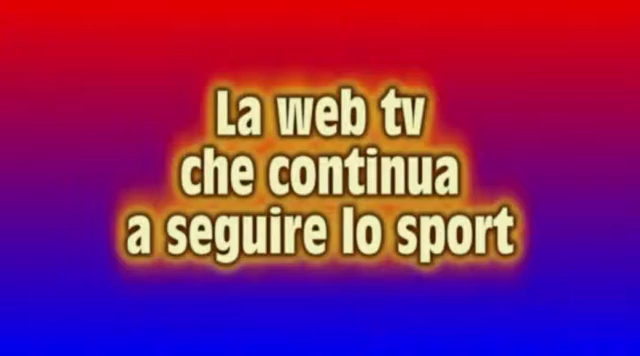 La web tv
che continua
a seguire lo sport